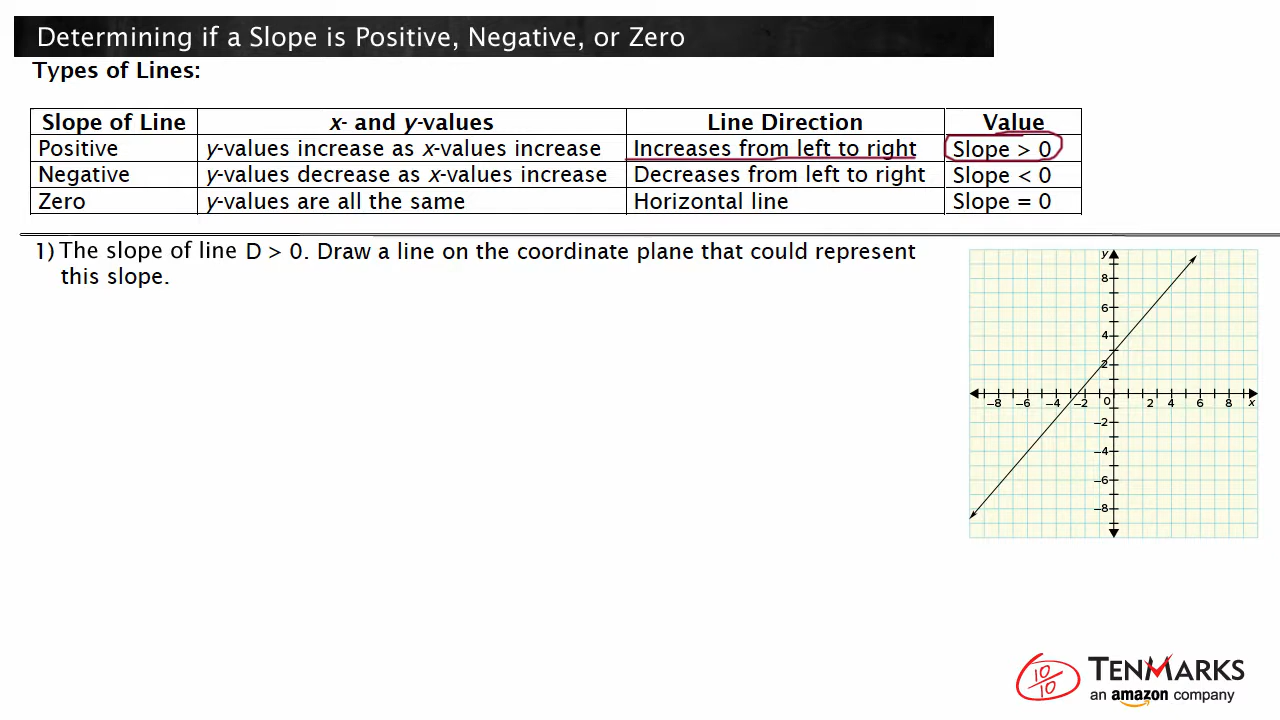 Determining if a Slope is Positive, Negative, or Zero
Types of Lines:
Slope of Line x- and y-values Line Direction Value
Positive y-values increase as x-values increase Increases from left to right Slope > 0
Negative y-values decrease as x-values increase Decreases from left to right Slope < 0
Zero y-values are all the same Horizontal line Slope = 0
1) The slope of line D > 0. Draw a line on the coordinate plane that could represent
this slope.
y
8
6
4
2
−8 −6 −4 −2 0 2 4 6 8 x
−2
−4
−6
−8
10/10 TENMARKS
an amazon company